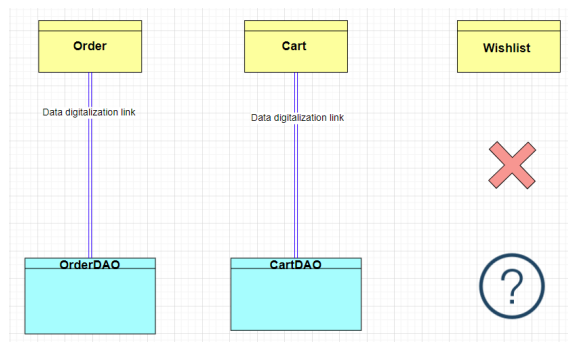 Order
Cart
Wishlist
Data digitalization link
Data digitalization link
OrderDAO
CartDAO
?